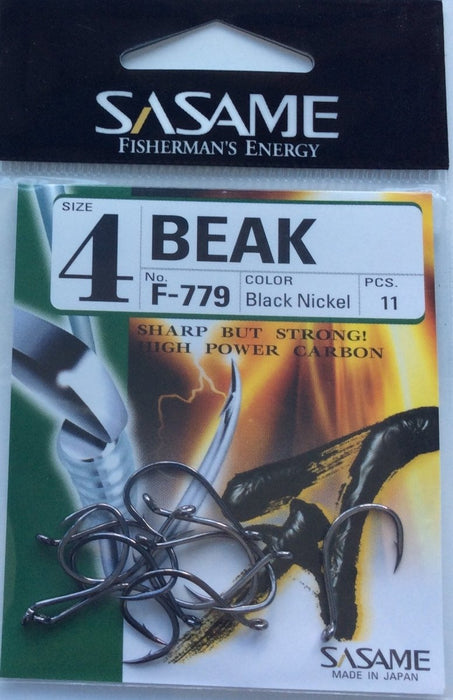 SASAME
FISHERMAN'S ENERGY
SIZE
4
BEAK
No.
F-779
COLOR
Black Nickel
PCS.
11
SHARP BUT STRONG!
HIGH POWER CARBON
SASAME
MADE IN JAPAN